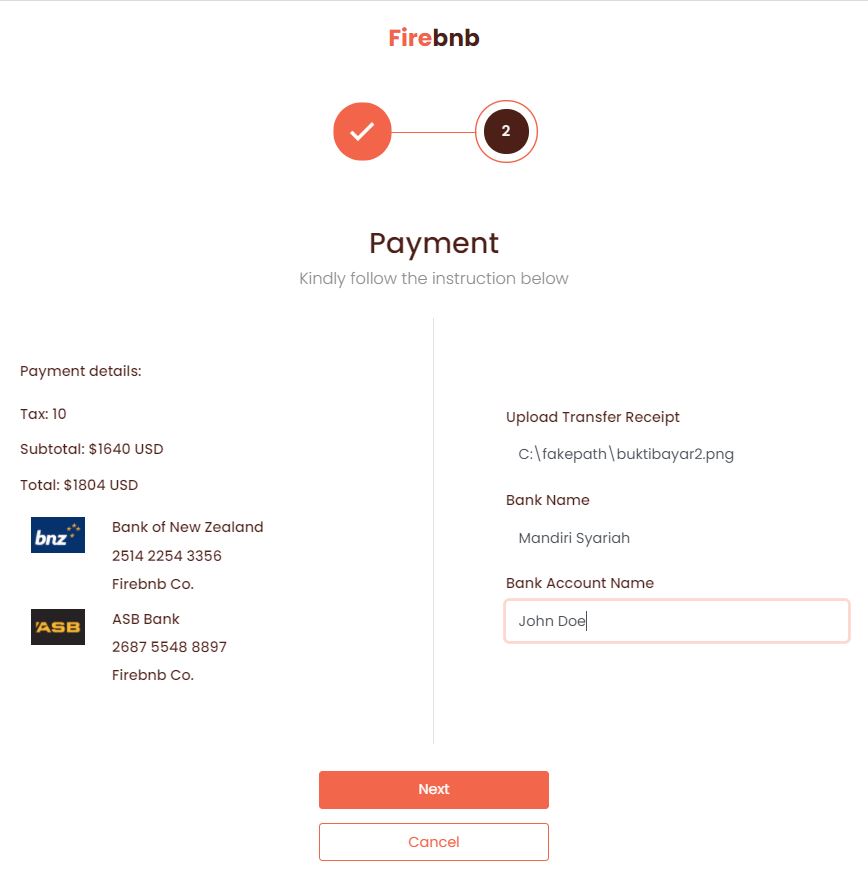 Firebnb
2
Payment
Kindly follow the instruction below
Payment details:
Tax: 10
Subtotal: $1640 USD
Total: $1804 USD
bnz
Bank of New Zealand
2514 2254 3356
Firebnb Co.
ASB
ASB Bank
2687 5548 8897
Firebnb Co.
Upload Transfer Receipt
C:\fakepath\buktibayar2.png
Bank Name
Mandiri Syariah
Bank Account Name
John Doe
Next
Cancel